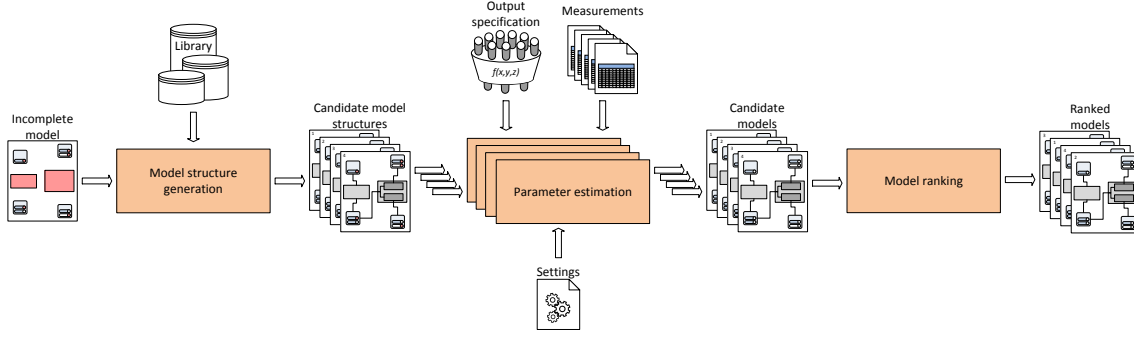 Library
Output
specification
f(x,y,z)
Measurements
Incomplete
model
Model structure
generation
Candidate model
structures
Parameter estimation
Candidate
models
Model ranking
Ranked
models
Settings